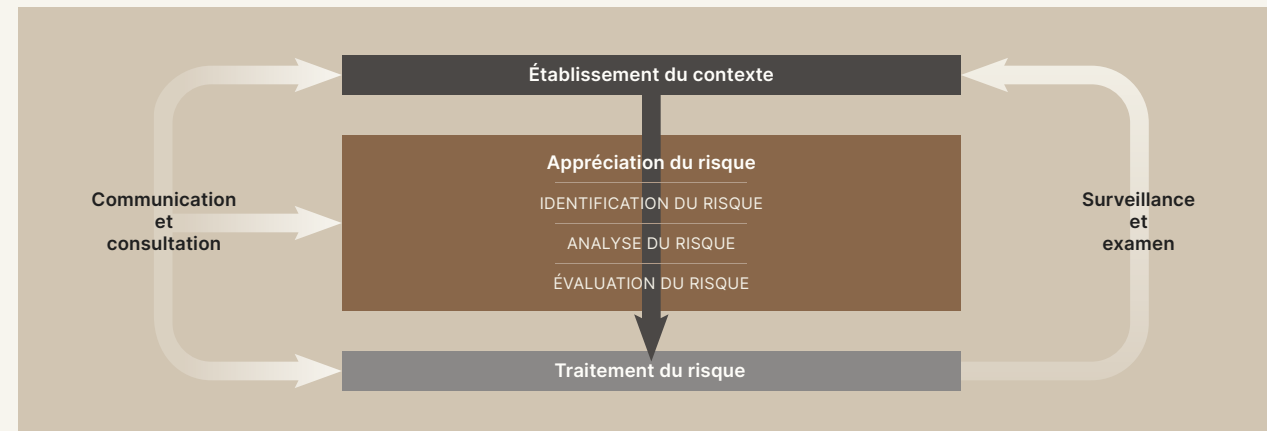 Établissement du contexte
Appréciation du risque
IDENTIFICATION DU RISQUE
ANALYSE DU RISQUE
ÉVALUATION DU RISQUE
Traitement du risque
Communication
et
consultation
Surveillance
et
examen